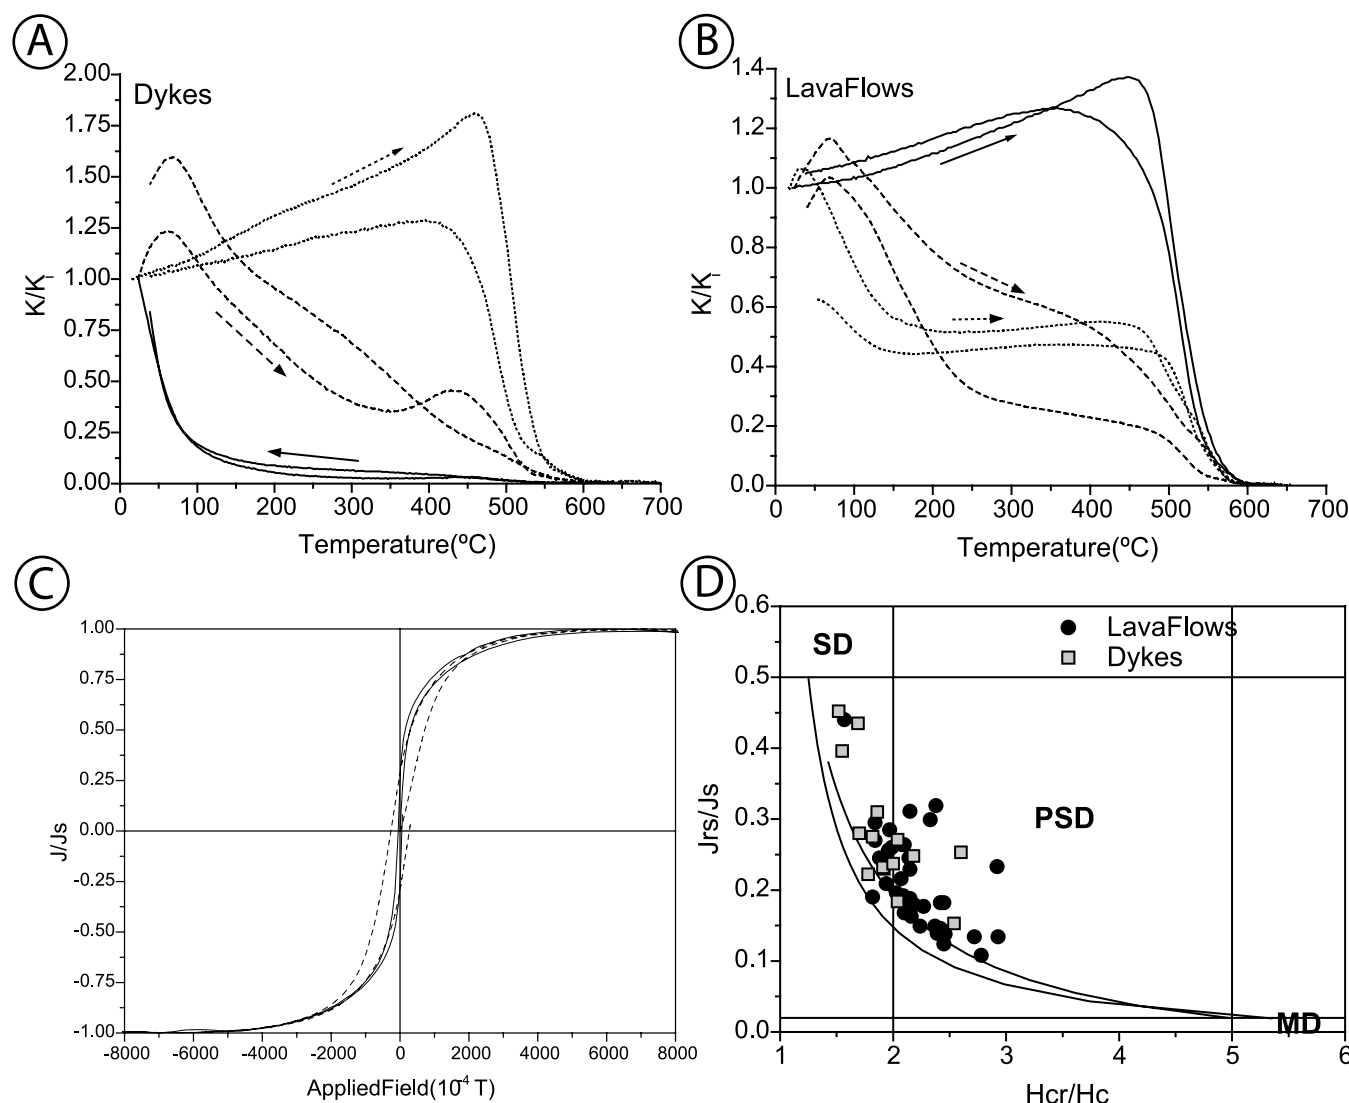 A
Dykes
2.00
1.75
1.50
1.25
1.00
0.75
0.50
0.25
0.00
K/Ki
0 100 200 300 400 500 600 700
Temperature(ºC)
B
LavaFlows
1.4
1.2
1.0
0.8
0.6
0.4
0.2
0.0
K/Ki
0 100 200 300 400 500 600 700
Temperature(ºC)
C
1.00
0.75
0.50
0.25
0.00
-0.25
-0.50
-0.75
-1.00
J/Js
-8000 -6000 -4000 -2000 0 2000 4000 6000 8000
AppliedField(10-4 T)
D
0.6
0.5
0.4
0.3
0.2
0.1
0.0
Jrs/Js
SD
LavaFlows
Dykes
PSD
MD
1 2 3 4 5 6
Hcr/Hc